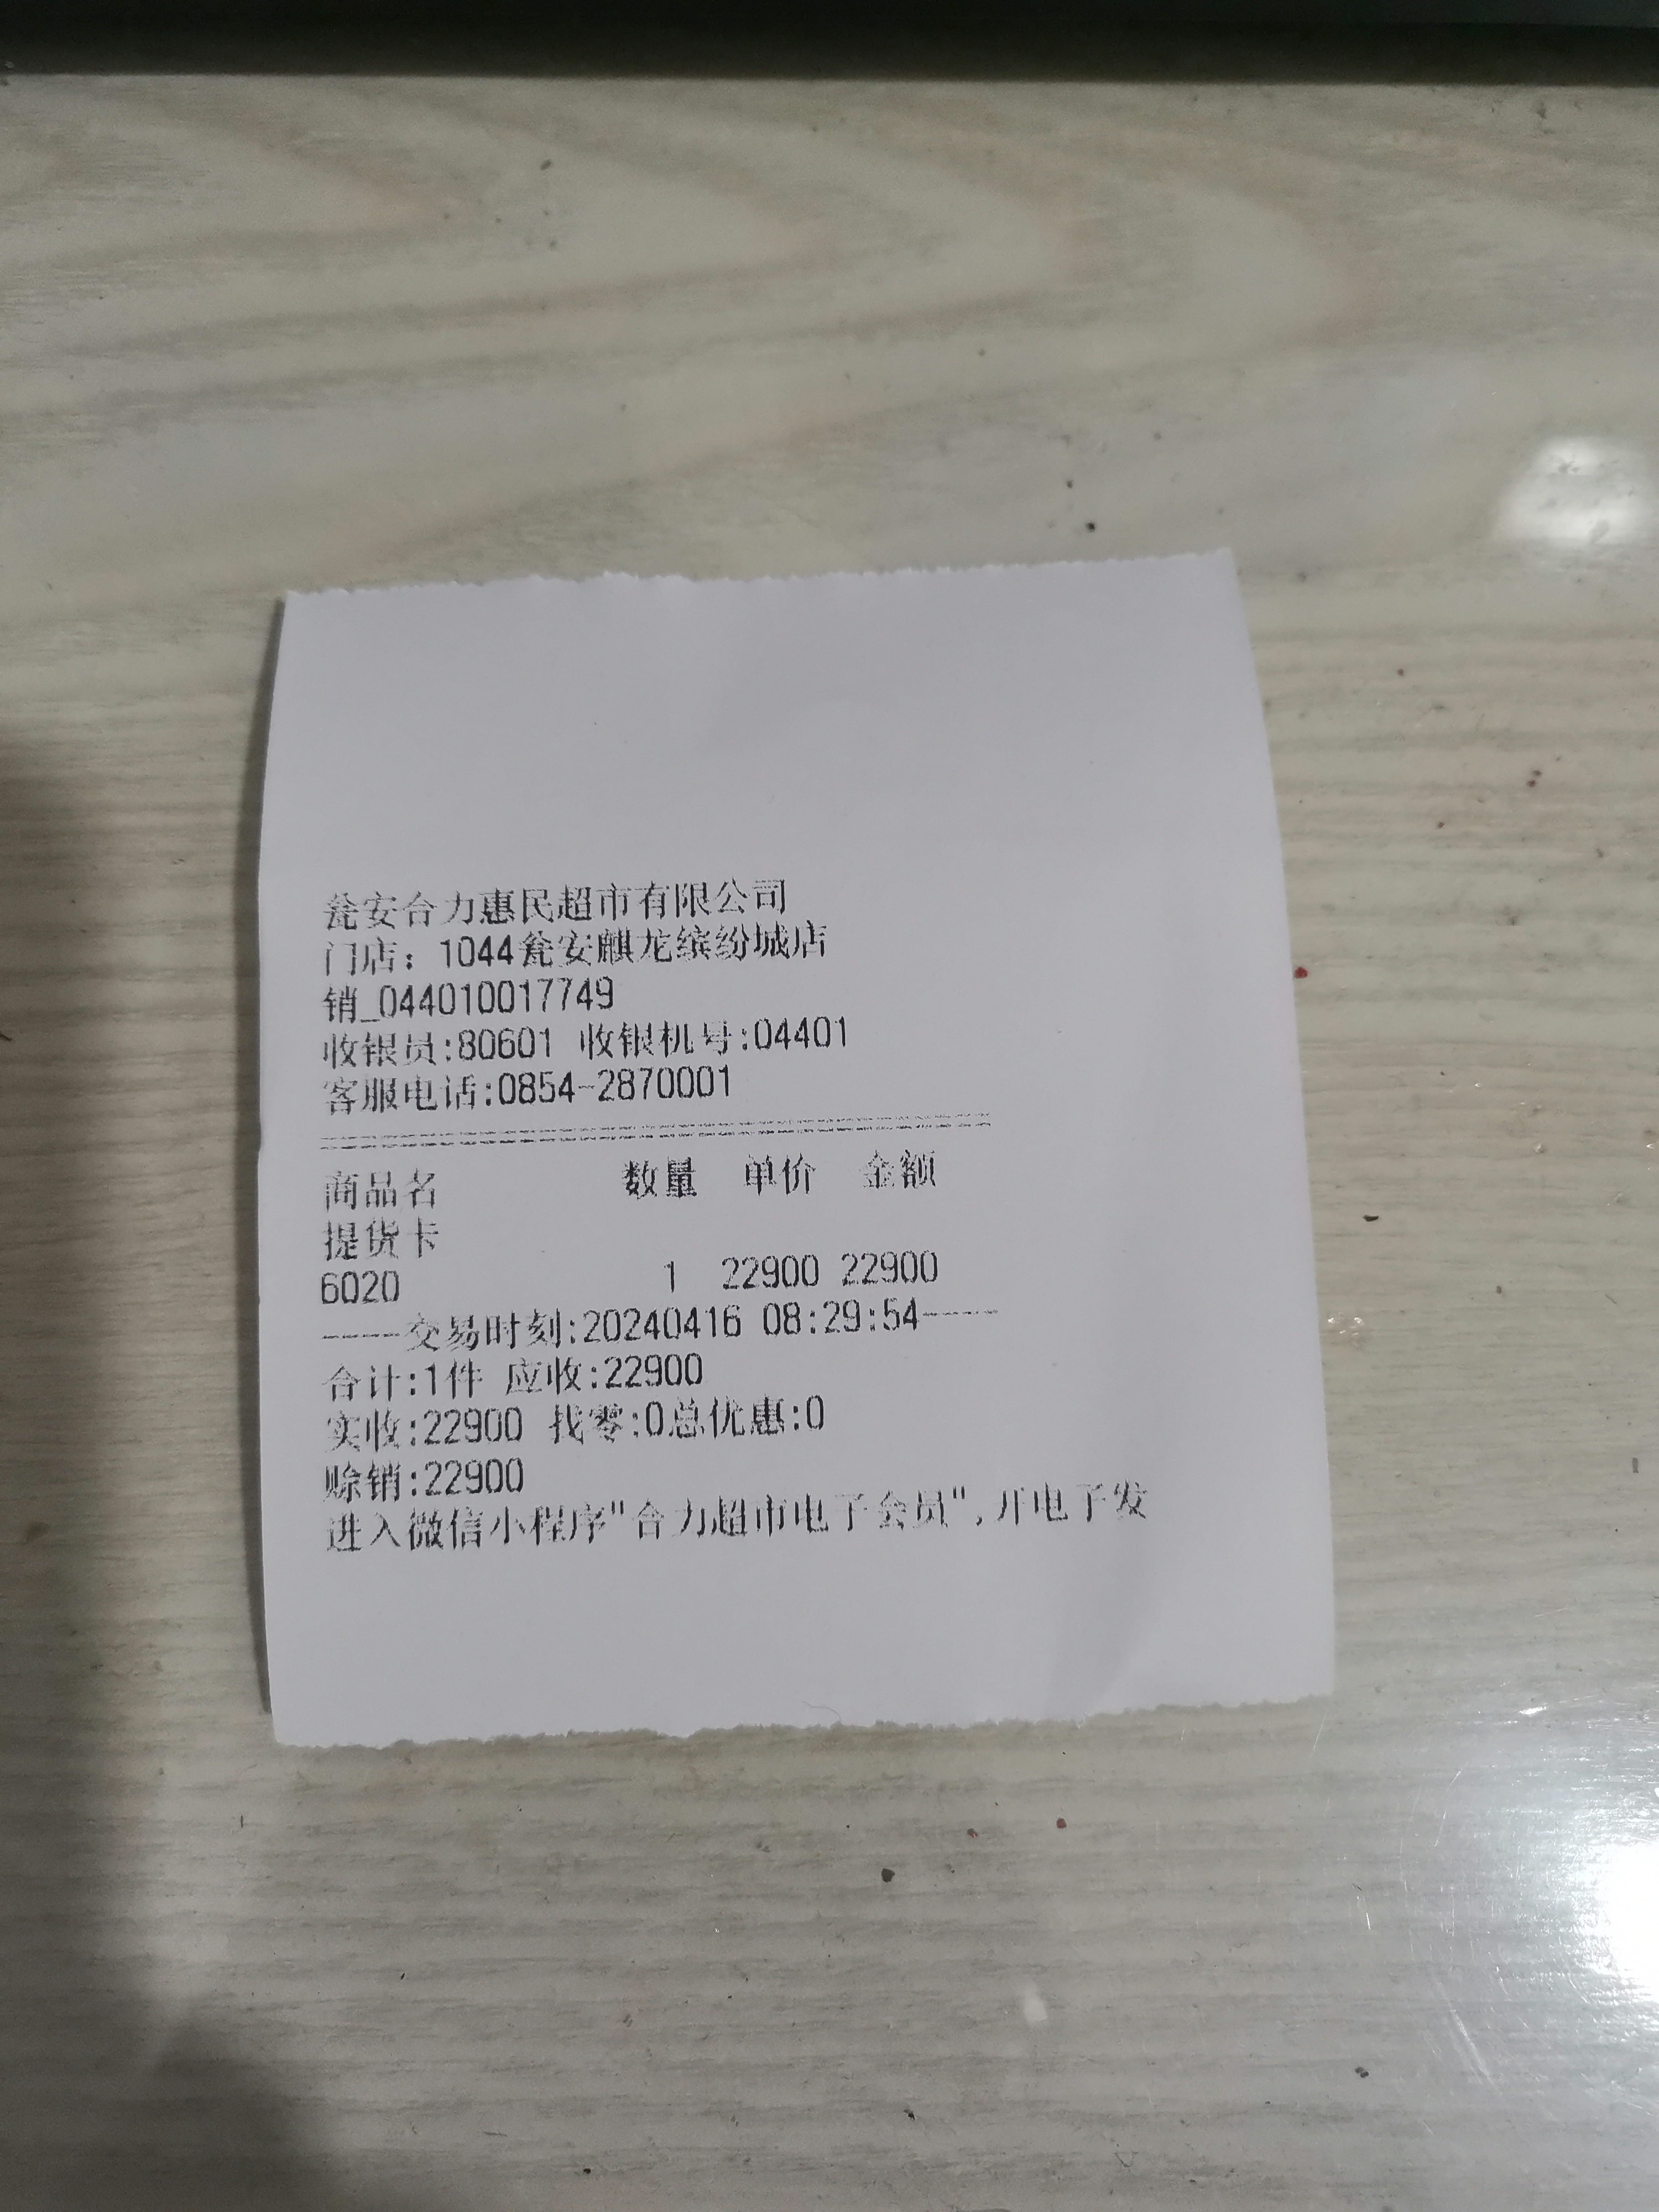 瓮安合力惠民超市有限公司
门店：1044瓮安麒龙缤纷城店
销_044010017749
收银员:80601 收银机号:04401
客服电话:0854-2870001
商品名 数量 单价 金额
提货卡
6020 1 22900 22900
----交易时刻:20240416 08:29:54----
合计:1件 应收:22900
实收:22900 找零:0总优惠:0
赊销:22900
进入微信小程序"合力超市电子会员",开电子发